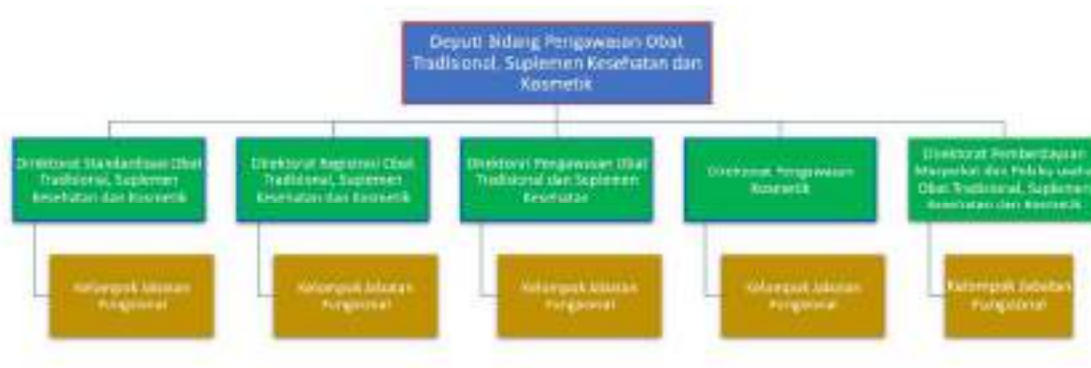 Deputi Bidang Pengawasan Obat
Tradisional, Suplemen Kesehatan dan
Kosmetik
Direktorat Standardisasi Obat
Tradisional, Suplemen
Kesehatan dan Kosmetik
Direktorat Registrasi Obat
Tradisional, Suplemen
Kesehatan dan Kosmetik
Direktorat Pengawasan Obat
Tradisional dan Suplemen
Kesehatan
Direktorat Pengawasan
Kosmetik
Direktorat Pemberdayaan
dan Pelaku
Obat Tradisional, Suplemen
Kesehatan dan Kosmetik
Kelompok Jabatan
Fungsional
Kelompok Jabatan
Fungsional
Kelompok Jabatan
Fungsional
Kelompok Jabatan
Fungsional
Kelompok Jabatan
Fungsional